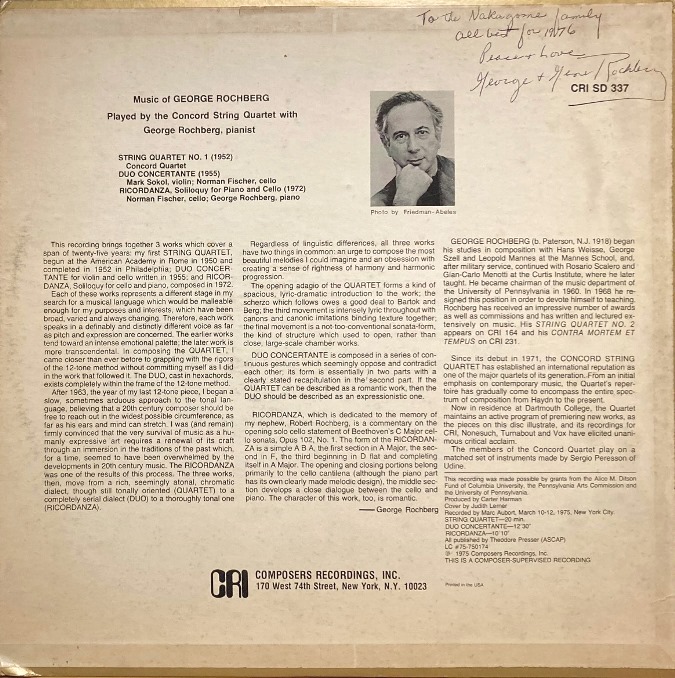 To the Nakagome family
all best for 1976
Peace & Love
George & Gene Rochberg
CRI SD 337
Music of GEORGE ROCHBERG
Played by the Concord String Quartet with
George Rochberg, pianist
STRING QUARTET NO. 1 (1952)
Concord Quartet
DUO CONCERTANTE (1955)
Mark Sokol, violin; Norman Fischer, cello
RICORDANZA, Soliloquy for Piano and Cello (1972)
Norman Fischer, cello; George Rochberg, piano
Photo by Friedman-Abeles
This recording brings together 3 works which cover a
span of twenty-five years: my first STRING QUARTET,
begun at the American Academy in Rome in 1950 and
completed in 1952 in Philadelphia; DUO CONCER-
TANTE for violin and cello written in 1955; and RICOR-
DANZA, Soliloquy for cello and piano, composed in 1972.
Each of these works represents a different stage in my
search for a musical language which would be malleable
enough for my purposes and interests, which have been
broad, varied and always changing. Therefore, each work
speaks in a definably and distinctly different voice as far
as pitch and expression are concerned. The earlier works
tend toward an intense emotional palette; the later work is
more transcendental. In composing the QUARTET, I
came closer than ever before to grappling with the rigors
of the 12-tone method without committing myself as I did
in the work that followed it. The DUO, cast in hexachords,
exists completely within the frame of the 12-tone method.
After 1963, the year of my last 12-tone piece, I began a
slow, sometimes arduous approach to the tonal lan-
guage, believing that a 20th century composer should be
free to reach out in the widest possible circumference, as
far as his ears and mind can stretch. I was (and remain)
firmly convinced that the very survival of music as a hu-
manly expressive art requires a renewal of its craft
through an immersion in the traditions of the past which,
for a time, seemed to have been overwhelmed by the
developments in 20th century music. The RICORDANZA
was one of the results of this process. The three works,
then, move from a rich, seemingly atonal, chromatic
dialect, though still tonally oriented (QUARTET) to a
completely serial dialect (DUO) to a thoroughly tonal one
(RICORDANZA).
Regardless of linguistic differences, all three works
have two things in common: an urge to compose the most
beautiful melodies I could imagine and an obsession with
creating a sense of rightness of harmony and harmonic
progression.
The opening adagio of the QUARTET forms a kind of
spacious, lyric-dramatic introduction to the work; the
scherzo which follows owes a good deal to Bartok and
Berg, the third movement is intensely lyric throughout with
canons and canonic imitations binding texture together;
the final movement is a not-too-conventional sonata-form,
the kind of structure which used to open, rather than
close, large-scale chamber works.
DUO CONCERTANTE is composed in a series of con-
tinuous gestures which seemingly oppose and contradict
each other; its form is essentially in two parts with a
clearly stated recapitulation in the second part. If the
QUARTET can be described as a romantic work, then the
DUO should be described as an expressionistic one.
RICORDANZA, which is dedicated to the memory of
my nephew, Robert Rochberg, is a commentary on the
opening solo cello statement of Beethoven's C Major cel-
lo sonata, Opus 102, No. 1. The form of the RICORDAN-
ZA is a simple A B A, the first section in A Major, the sec-
ond in F, the third beginning in D flat and completing
itself in A Major. The opening and closing portions belong
primarily to the cello cantilena (although the piano part
has its own clearly made melodic design), the middle sec-
tion develops a close dialogue between the cello and
piano. The character of this work, too, is romantic.
— George Rochberg
GEORGE ROCHBERG (b. Paterson, N.J. 1918) began
his studies in composition with Hans Weisse, George
Szell and Leopold Mannes at the Mannes School, and,
after military service, continued with Rosario Scalero and
Gian-Carlo Menotti at the Curtis Institute, where he later
taught. He became chairman of the music department of
the University of Pennsylvania in 1960. In 1968 he re-
signed this position in order to devote himself to teaching.
Rochberg has received an impressive number of awards
as well as commissions and has written and lectured ex-
tensively on music. His STRING QUARTET NO. 2
appears on CRI 164 and his CONTRA MORTEM ET
TEMPUS on CRI 231.
Since its debut in 1971, the CONCORD STRING
QUARTET has established an international reputation as
one of the major quartets of its generation. From an initial
emphasis on contemporary music, the Quartet's reper-
toire has gradually come to encompass the entire spec-
trum of composition from Haydn to the present.
Now in residence at Dartmouth College, the Quartet
maintains an active program of premiering new works, as
the pieces on this disc illustrate, and its recordings for
CRI, Nonesuch, Turnabout and Vox have elicited unani-
mous critical acclaim.
The members of the Concord Quartet play on a
matched set of instruments made by Sergio Peresson of
Udine.
This recording was made possible by grants from the Alice M. Ditson
Fund of Columbia University, the Pennsylvania Arts Commission and
the University of Pennsylvania.
Produced by Carter Harman
Cover by Judith Lerner
Recorded by Marc Aubort, March 10-12, 1975, New York City.
STRING QUARTET—20 min.
DUO CONCERTANTE—12'30"
RICORDANZA—10'10"
All published by Theodore Presser (ASCAP)
LC #75-750174
℗ 1975 Composers Recordings, Inc.
THIS IS A COMPOSER-SUPERVISED RECORDING
CRI
COMPOSERS RECORDINGS, INC.
170 West 74th Street, New York, N.Y. 10023
Printed in the USA